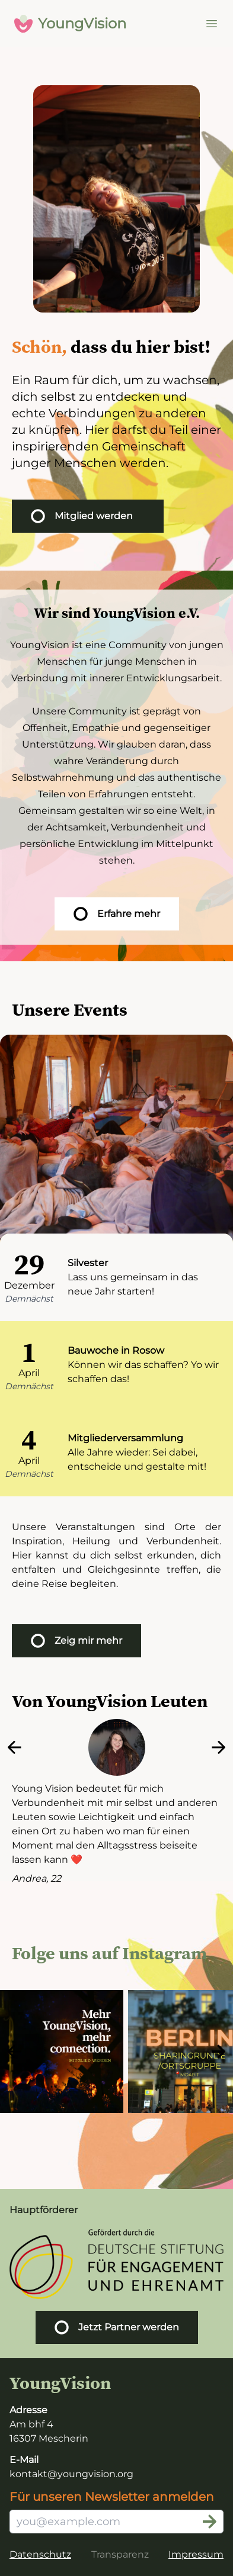 YoungVision
Schön, dass du hier bist!
Ein Raum für dich, um zu wachsen,
dich selbst zu entdecken und
echte Verbindungen zu anderen
zu knüpfen. Hier darfst du Teil einer
inspirierenden Gemeinschaft
junger Menschen werden.
Mitglied werden
Wir sind YoungVision e.V.
YoungVision ist eine Community von jungen
Menschen für junge Menschen in
Verbindung mit innerer Entwicklungsarbeit.
Unsere Community ist geprägt von
Offenheit, Empathie und gegenseitiger
Unterstützung. Wir glauben daran, dass
wahre Veränderung durch
Selbstwahrnehmung und das authentische
Teilen von Erfahrungen entsteht.
Gemeinsam gestalten wir so eine Welt, in
der Achtsamkeit, Verbundenheit und
persönliche Entwicklung im Mittelpunkt
stehen.
Erfahre mehr
Unsere Events
29
Dezember
Demnächst
Silvester
Lass uns gemeinsam in das
neue Jahr starten!
1
April
Demnächst
Bauwoche in Rosow
Können wir das schaffen? Yo wir
schaffen das!
4
April
Demnächst
Mitgliederversammlung
Alle Jahre wieder: Sei dabei,
entscheide und gestalte mit!
Unsere Veranstaltungen sind Orte der
Inspiration, Heilung und Verbundenheit.
Hier kannst du dich selbst erkunden, dich
entfalten und Gleichgesinnte treffen, die
deine Reise begleiten.
Zeig mir mehr
Von YoungVision Leuten
Young Vision bedeutet für mich
Verbundenheit mit mir selbst und anderen
Leuten sowie Leichtigkeit und einfach
einen Ort zu haben wo man für einen
Moment mal den Alltagsstress beiseite
lassen kann ❤️
Andrea, 22
Folge uns auf Instagram
Mehr
YoungVision,
mehr
connection.
MITGLIED WERDEN
BERLIN
SHARINGRUNDE
/ORTSGRUPPE
Hauptförderer
Gefördert durch die
DEUTSCHE STIFTUNG
FÜR ENGAGEMENT
UND EHRENAMT
Jetzt Partner werden
YoungVision
Adresse
Am bhf 4
16307 Mescherin
E-Mail
kontakt@youngvision.org
Für unseren Newsletter anmelden
you@example.com
Datenschutz Transparenz Impressum